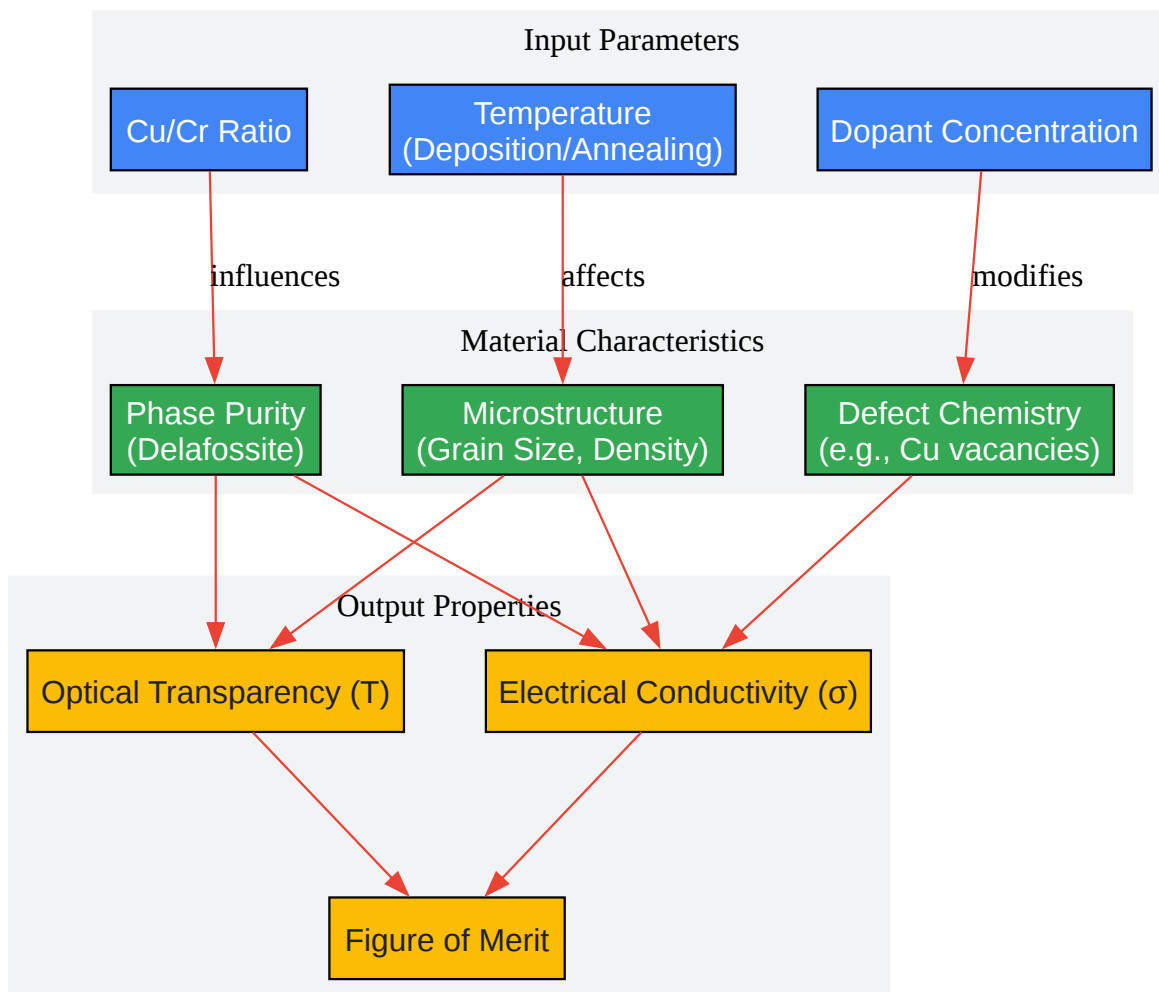 Input Parameters
Cu/Cr Ratio
Temperature
(Deposition/Annealing)
Dopant Concentration
influences
affects
modifies
Material Characteristics
Phase Purity
(Delafossite)
Microstructure
(Grain Size, Density)
Defect Chemistry
(e.g., Cu vacancies)
Output Properties
Optical Transparency (T)
Electrical Conductivity (σ)
Figure of Merit